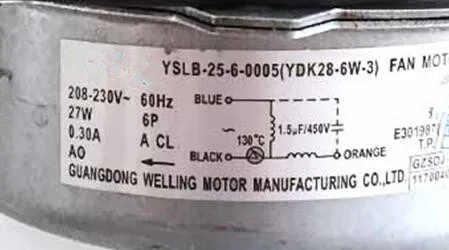 YSLB-25-6-0005(YDK28-6W-3) FAN MOT
208-230V~ 60Hz
27W 6P
0.30A A CL
AO
BLUE
1.5µF/450V
130°C
BLACK
ORANGE
E30198
T.P.
GZSDJ
GUANGDONG WELLING MOTOR MANUFACTURING CO.,LTD.
1170040